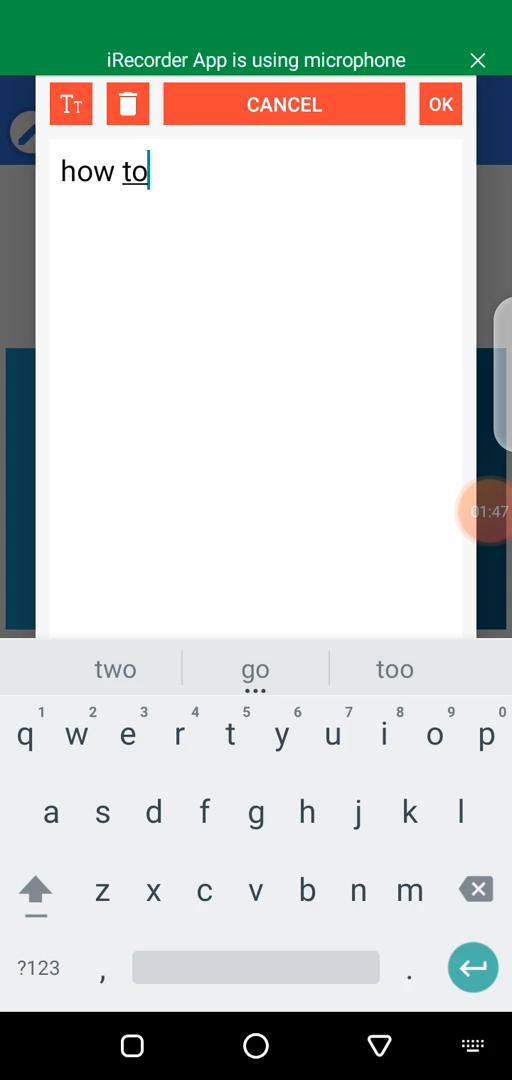 iRecorder App is using microphone
TT CANCEL OK
how to
01:47
two go too
1 2 3 4 5 6 7 8 9 0
q w e r t y u i o p
a s d f g h j k l
z x c v b n m
?123 , .